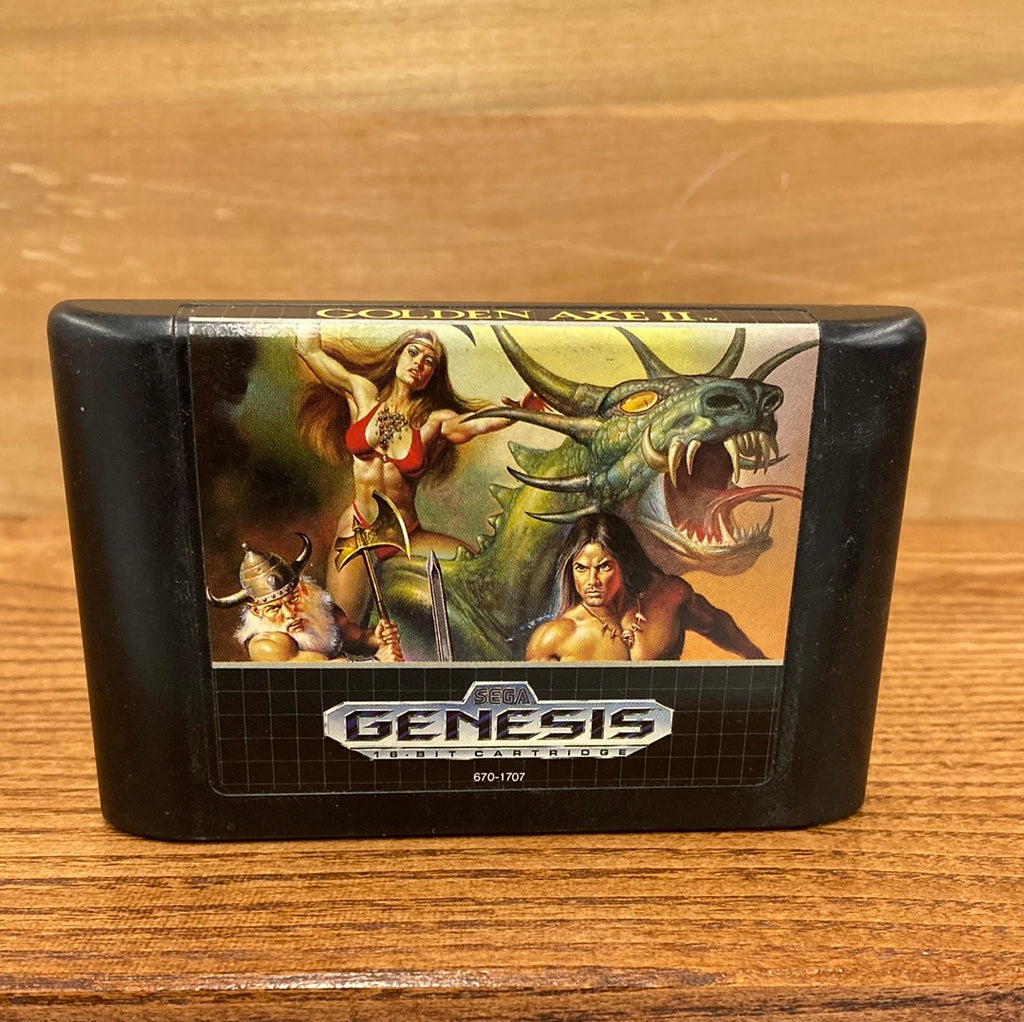 GOLDEN AXE II™
SEGA
GENESIS
16-BIT CARTRIDGE
670-1707